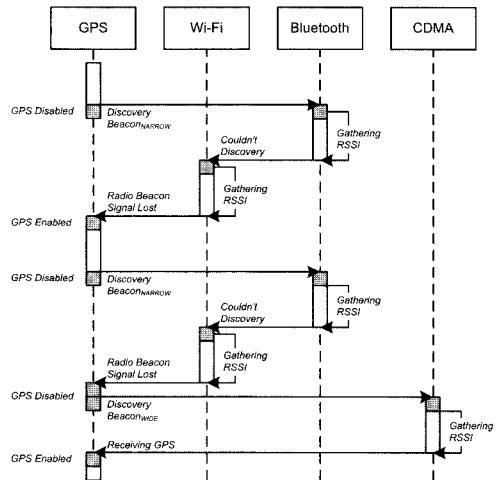 GPS
Wi-Fi
Bluetooth
CDMA
GPS Disabled
Discovery
BeaconNARROW
Gathering
RSSI
Couldn't
Discovery
Gathering
RSSI
Radio Beacon
Signal Lost
GPS Enabled
GPS Disabled
Discovery
BeaconNARROW
Gathering
RSSI
Couldn't
Discovery
Gathering
RSSI
Radio Beacon
Signal Lost
GPS Disabled
Discovery
BeaconWIDE
Gathering
RSSI
Receiving GPS
GPS Enabled